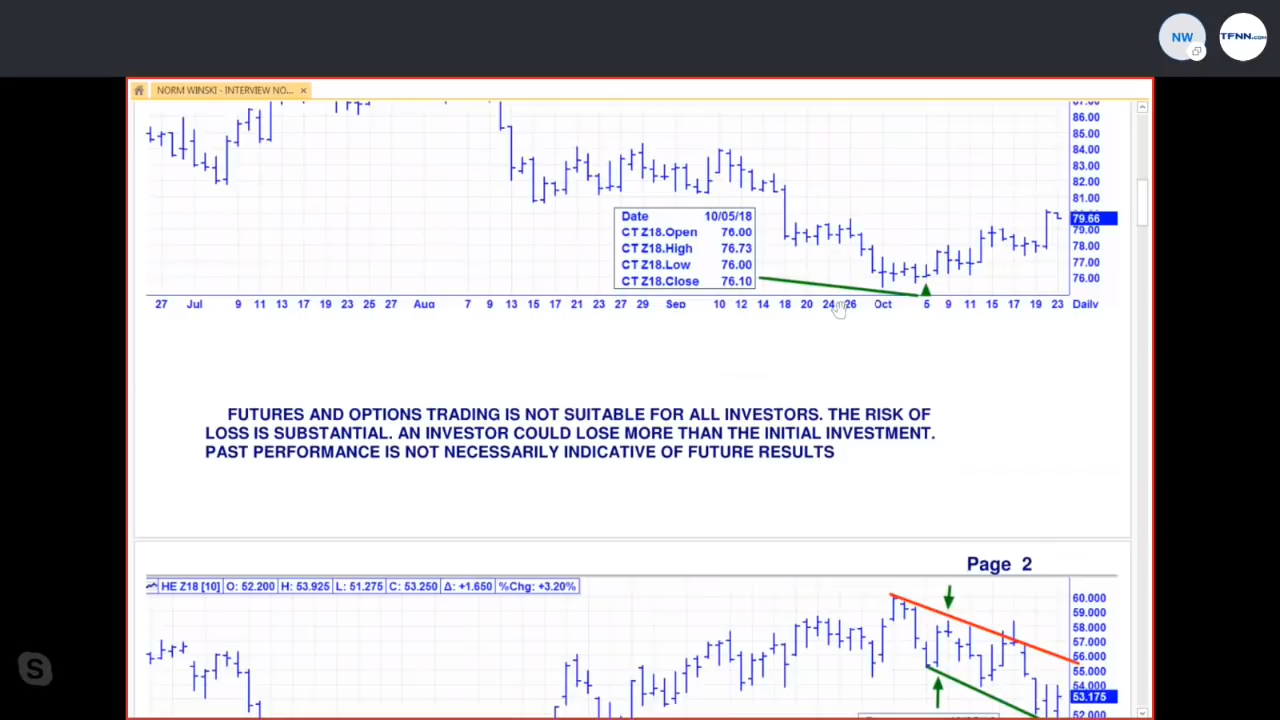 NW
TFNN.COM
NORM WINSKI - INTERVIEW NO... ×
86.00
85.00
84.00
83.00
82.00
81.00
79.66
79.00
78.00
77.00
76.00
Date 10/05/18
CT Z18.Open 76.00
CT Z18.High 76.73
CT Z18.Low 76.00
CT Z18.Close 76.10
27 Jul 9 11 13 17 19 23 25 27 Aug 7 9 13 15 17 21 23 27 29 Sep 10 12 14 18 20 24 26 Oct 5 9 11 15 17 19 23 Daily
FUTURES AND OPTIONS TRADING IS NOT SUITABLE FOR ALL INVESTORS. THE RISK OF
LOSS IS SUBSTANTIAL. AN INVESTOR COULD LOSE MORE THAN THE INITIAL INVESTMENT.
PAST PERFORMANCE IS NOT NECESSARILY INDICATIVE OF FUTURE RESULTS
Page 2
HE Z18 [10] O: 52.200 H: 53.925 L: 51.275 C: 53.250 Δ: +1.650 %Chg: +3.20%
60.000
59.000
58.000
57.000
56.000
55.000
54.000
53.175
52.000
S